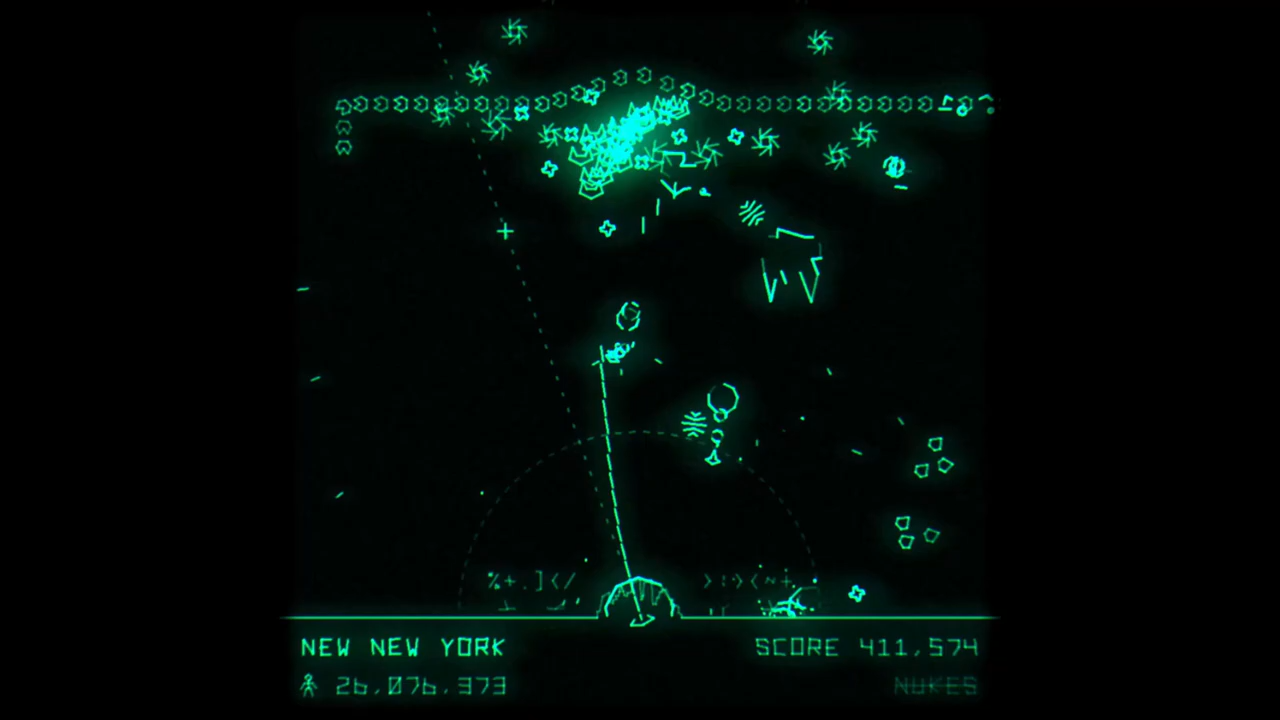 %+.]</ >:><~+
NEW NEW YORK
SCORE 411,574
26,076,373
NUKES